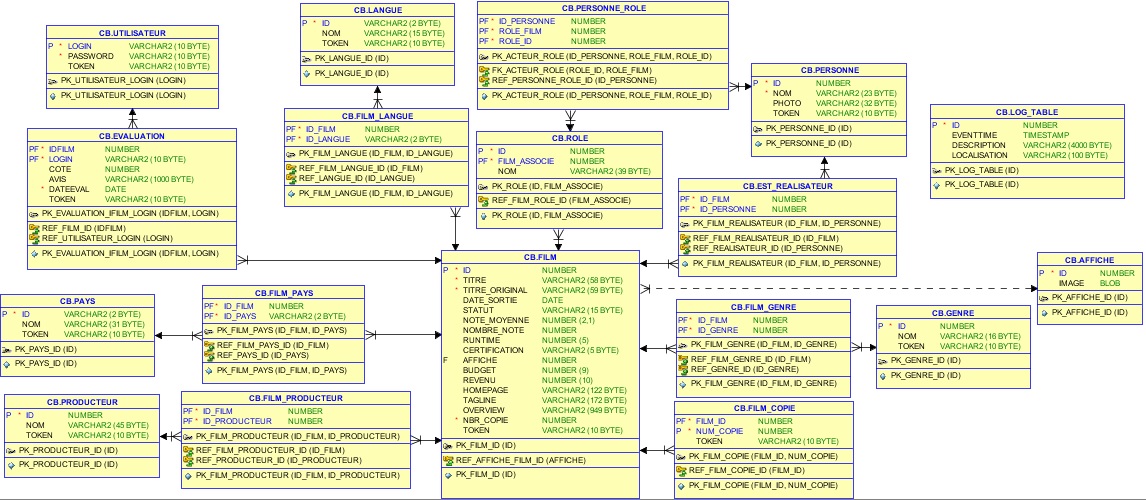 CB.UTILISATEUR
P * LOGIN VARCHAR2 (10 BYTE)
* PASSWORD VARCHAR2 (10 BYTE)
TOKEN VARCHAR2 (10 BYTE)
PK_UTILISATEUR_LOGIN (LOGIN)
PK_UTILISATEUR_LOGIN (LOGIN)
CB.LANGUE
P * ID VARCHAR2 (2 BYTE)
NOM VARCHAR2 (15 BYTE)
TOKEN VARCHAR2 (10 BYTE)
PK_LANGUE_ID (ID)
PK_LANGUE_ID (ID)
CB.PERSONNE_ROLE
PF * ID_PERSONNE NUMBER
PF * ROLE_FILM NUMBER
PF * ROLE_ID NUMBER
PK_ACTEUR_ROLE (ID_PERSONNE, ROLE_FILM, ROLE_ID)
FK_ACTEUR_ROLE (ROLE_ID, ROLE_FILM)
REF_PERSONNE_ROLE_ID (ID_PERSONNE)
PK_ACTEUR_ROLE (ID_PERSONNE, ROLE_FILM, ROLE_ID)
CB.PERSONNE
P * ID NUMBER
* NOM VARCHAR2 (23 BYTE)
PHOTO VARCHAR2 (32 BYTE)
TOKEN VARCHAR2 (10 BYTE)
PK_PERSONNE_ID (ID)
PK_PERSONNE_ID (ID)
CB.LOG_TABLE
P * ID NUMBER
EVENTTIME TIMESTAMP
DESCRIPTION VARCHAR2 (4000 BYTE)
LOCALISATION VARCHAR2 (100 BYTE)
PK_LOG_TABLE (ID)
PK_LOG_TABLE (ID)
CB.EVALUATION
PF * IDFILM NUMBER
PF * LOGIN VARCHAR2 (10 BYTE)
COTE NUMBER
AVIS VARCHAR2 (1000 BYTE)
* DATEEVAL DATE
TOKEN VARCHAR2 (10 BYTE)
PK_EVALUATION_IFILM_LOGIN (IDFILM, LOGIN)
REF_FILM_ID (IDFILM)
REF_UTILISATEUR_LOGIN (LOGIN)
PK_EVALUATION_IFILM_LOGIN (IDFILM, LOGIN)
CB.FILM_LANGUE
PF * ID_FILM NUMBER
PF * ID_LANGUE VARCHAR2 (2 BYTE)
PK_FILM_LANGUE (ID_FILM, ID_LANGUE)
REF_FILM_LANGUE_ID (ID_FILM)
REF_LANGUE_ID (ID_LANGUE)
PK_FILM_LANGUE (ID_FILM, ID_LANGUE)
CB.ROLE
P * ID NUMBER
PF * FILM_ASSOCIE NUMBER
NOM VARCHAR2 (39 BYTE)
PK_ROLE (ID, FILM_ASSOCIE)
REF_FILM_ROLE_ID (FILM_ASSOCIE)
PK_ROLE (ID, FILM_ASSOCIE)
CB.EST_REALISATEUR
PF * ID_FILM NUMBER
PF * ID_PERSONNE NUMBER
PK_FILM_REALISATEUR (ID_FILM, ID_PERSONNE)
REF_FILM_REALISATEUR_ID (ID_FILM)
REF_REALISATEUR_ID (ID_PERSONNE)
PK_FILM_REALISATEUR (ID_FILM, ID_PERSONNE)
CB.FILM
P * ID NUMBER
* TITRE VARCHAR2 (58 BYTE)
* TITRE_ORIGINAL VARCHAR2 (59 BYTE)
DATE_SORTIE DATE
STATUT VARCHAR2 (15 BYTE)
NOTE_MOYENNE NUMBER (2,1)
NOMBRE_NOTE NUMBER
RUNTIME NUMBER (5)
CERTIFICATION VARCHAR2 (5 BYTE)
F AFFICHE NUMBER
BUDGET NUMBER (9)
REVENU NUMBER (10)
HOMEPAGE VARCHAR2 (122 BYTE)
TAGLINE VARCHAR2 (172 BYTE)
OVERVIEW VARCHAR2 (949 BYTE)
* NBR_COPIE NUMBER
TOKEN VARCHAR2 (10 BYTE)
PK_FILM_ID (ID)
REF_AFFICHE_FILM_ID (AFFICHE)
PK_FILM_ID (ID)
CB.AFFICHE
P * ID NUMBER
IMAGE BLOB
PK_AFFICHE_ID (ID)
PK_AFFICHE_ID (ID)
CB.PAYS
P * ID VARCHAR2 (2 BYTE)
NOM VARCHAR2 (31 BYTE)
TOKEN VARCHAR2 (10 BYTE)
PK_PAYS_ID (ID)
PK_PAYS_ID (ID)
CB.FILM_PAYS
PF * ID_FILM NUMBER
PF * ID_PAYS VARCHAR2 (2 BYTE)
PK_FILM_PAYS (ID_FILM, ID_PAYS)
REF_FILM_PAYS_ID (ID_FILM)
REF_PAYS_ID (ID_PAYS)
PK_FILM_PAYS (ID_FILM, ID_PAYS)
CB.FILM_GENRE
PF * ID_FILM NUMBER
PF * ID_GENRE NUMBER
PK_FILM_GENRE (ID_FILM, ID_GENRE)
REF_FILM_GENRE_ID (ID_FILM)
REF_GENRE_ID (ID_GENRE)
PK_FILM_GENRE (ID_FILM, ID_GENRE)
CB.GENRE
P * ID NUMBER
NOM VARCHAR2 (16 BYTE)
TOKEN VARCHAR2 (10 BYTE)
PK_GENRE_ID (ID)
PK_GENRE_ID (ID)
CB.PRODUCTEUR
P * ID NUMBER
NOM VARCHAR2 (45 BYTE)
TOKEN VARCHAR2 (10 BYTE)
PK_PRODUCTEUR_ID (ID)
PK_PRODUCTEUR_ID (ID)
CB.FILM_PRODUCTEUR
PF * ID_FILM NUMBER
PF * ID_PRODUCTEUR NUMBER
PK_FILM_PRODUCTEUR (ID_FILM, ID_PRODUCTEUR)
REF_FILM_PRODUCTEUR_ID (ID_FILM)
REF_PRODUCTEUR_ID (ID_PRODUCTEUR)
PK_FILM_PRODUCTEUR (ID_FILM, ID_PRODUCTEUR)
CB.FILM_COPIE
PF * FILM_ID NUMBER
P * NUM_COPIE NUMBER
TOKEN VARCHAR2 (10 BYTE)
PK_FILM_COPIE (FILM_ID, NUM_COPIE)
REF_FILM_COPIE_ID (FILM_ID)
PK_FILM_COPIE (FILM_ID, NUM_COPIE)